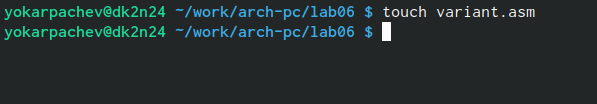 yokarpachev@dk2n24 ~/work/arch-pc/lab06 $ touch variant.asm
yokarpachev@dk2n24 ~/work/arch-pc/lab06 $